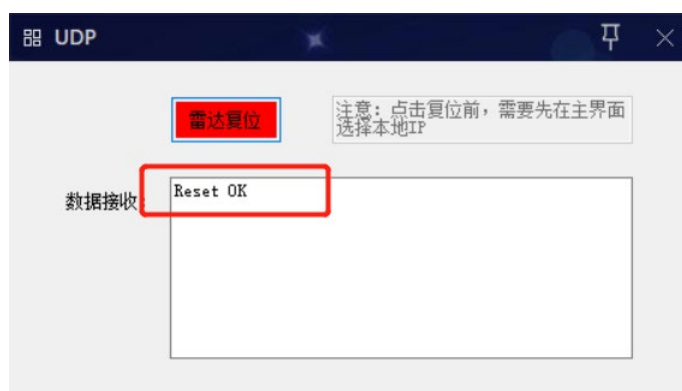 UDP
雷达复位
注意：点击复位前，需要先在主界面
选择本地IP
数据接收：
Reset OK